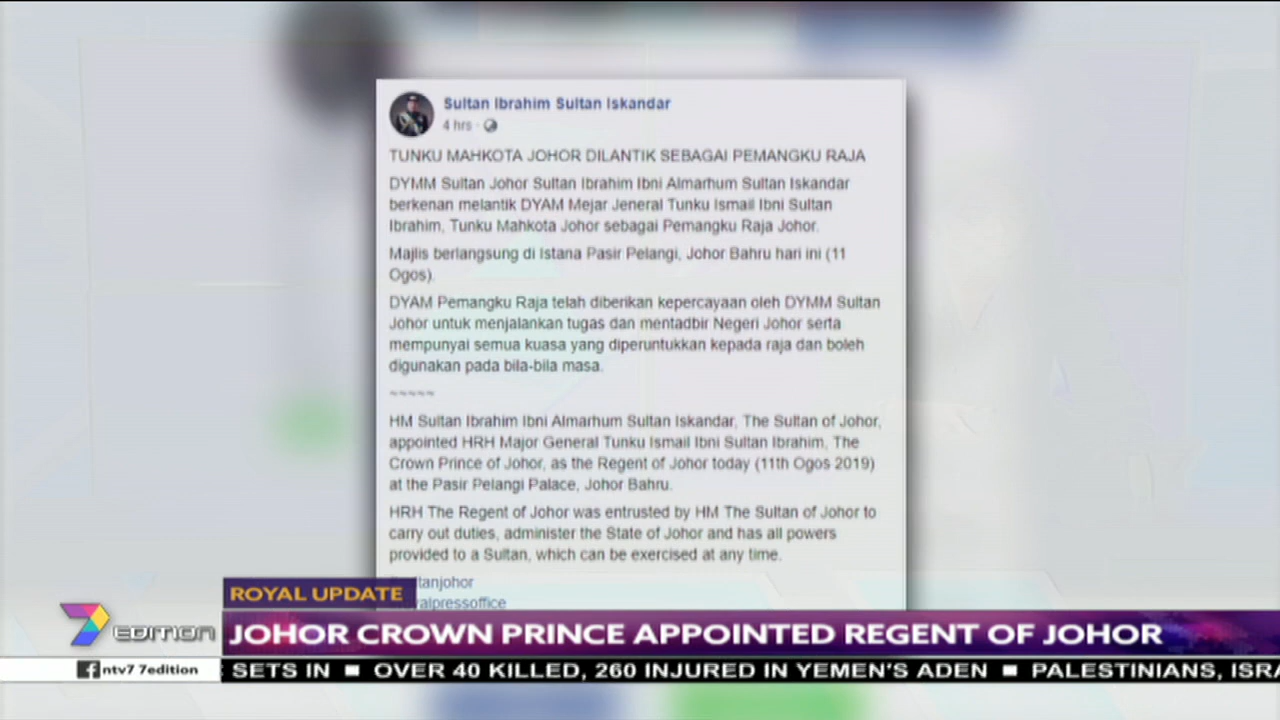 Sultan Ibrahim Sultan Iskandar
4 hrs ·
TUNKU MAHKOTA JOHOR DILANTIK SEBAGAI PEMANGKU RAJA
DYMM Sultan Johor Sultan Ibrahim Ibni Almarhum Sultan Iskandar
berkenan melantik DYAM Mejar Jeneral Tunku Ismail Ibni Sultan
Ibrahim, Tunku Mahkota Johor sebagai Pemangku Raja Johor.
Majlis berlangsung di Istana Pasir Pelangi, Johor Bahru hari ini (11
Ogos).
DYAM Pemangku Raja telah diberikan kepercayaan oleh DYMM Sultan
Johor untuk menjalankan tugas dan mentadbir Negeri Johor serta
mempunyai semua kuasa yang diperuntukkan kepada raja dan boleh
digunakan pada bila-bila masa.
~~~~~
HM Sultan Ibrahim Ibni Almarhum Sultan Iskandar, The Sultan of Johor,
appointed HRH Major General Tunku Ismail Ibni Sultan Ibrahim, The
Crown Prince of Johor, as the Regent of Johor today (11th Ogos 2019)
at the Pasir Pelangi Palace, Johor Bahru.
HRH The Regent of Johor was entrusted by HM The Sultan of Johor to
carry out duties, administer the State of Johor and has all powers
provided to a Sultan, which can be exercised at any time.
ROYAL UPDATE
7 EDITION
JOHOR CROWN PRINCE APPOINTED REGENT OF JOHOR
ntv7 7edition
: SETS IN ■ OVER 40 KILLED, 260 INJURED IN YEMEN'S ADEN ■ PALESTINIANS, ISRA